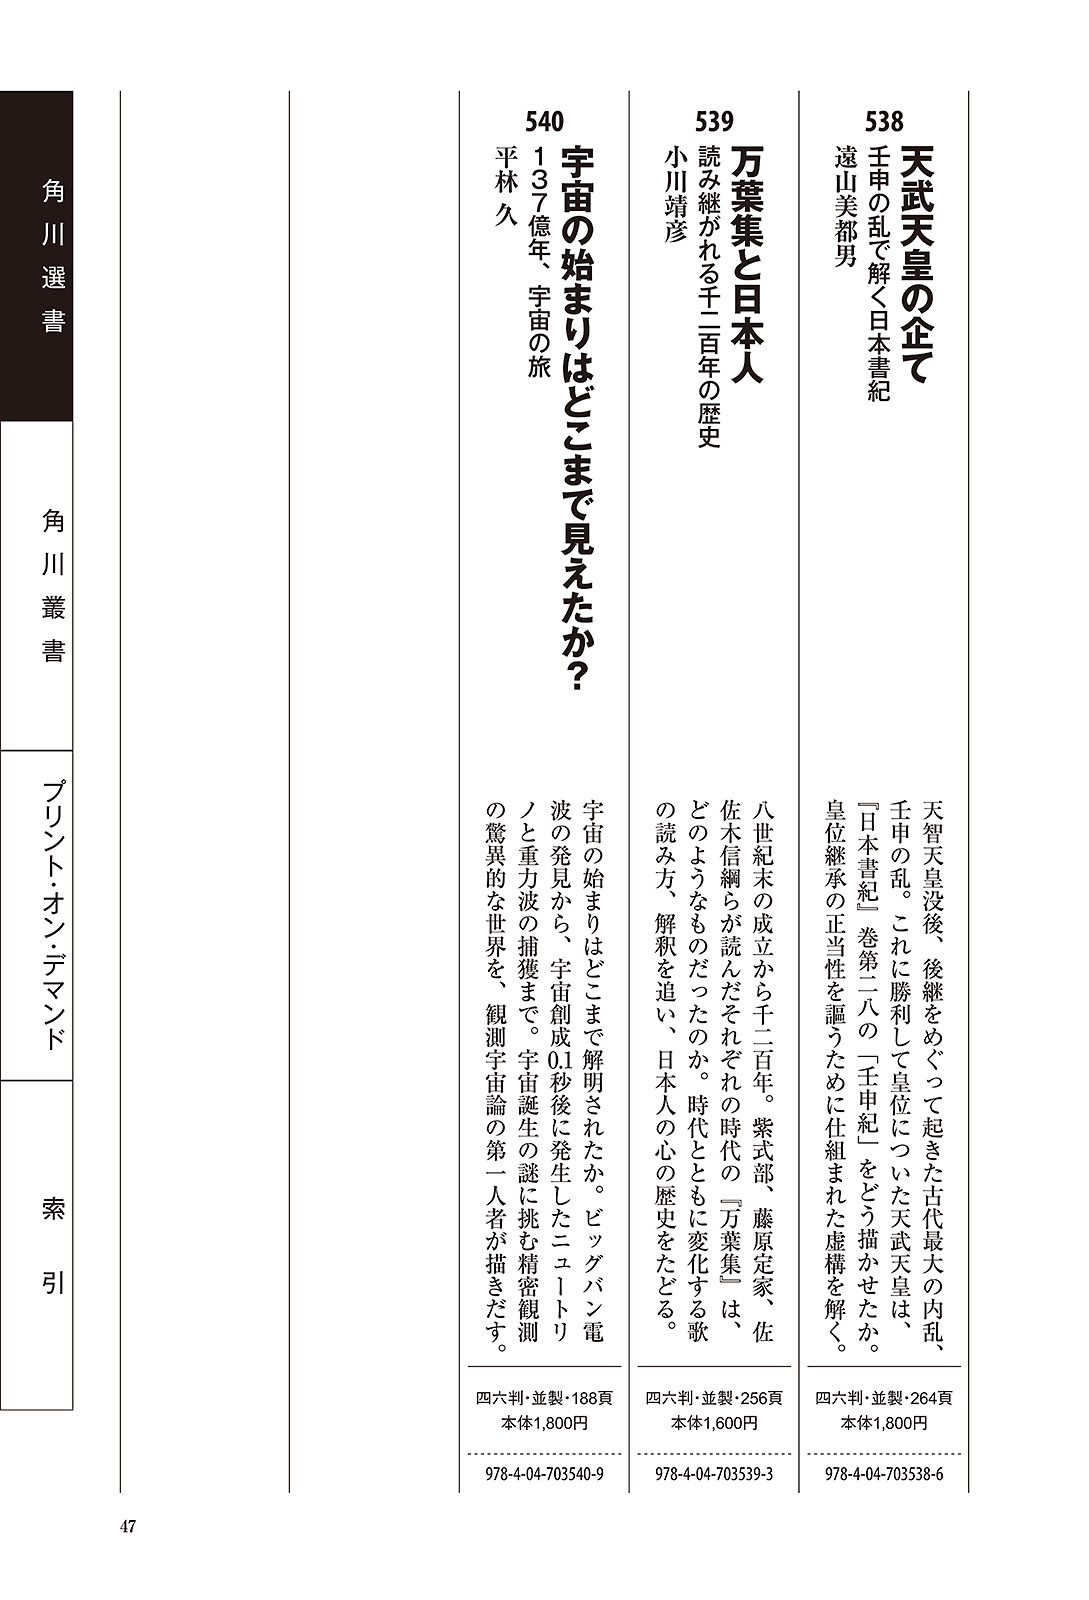 538
天武天皇の企て
壬申の乱で解く日本書紀
遠山美都男
天智天皇没後、後継をめぐって起きた古代最大の内乱、
壬申の乱。これに勝利して皇位についた天武天皇は、
『日本書紀』巻第二八の「壬申紀」をどう描かせたか。
皇位継承の正当性を謳うために仕組まれた虚構を解く。
四六判・並製・264頁
本体1,800円
978-4-04-703538-6
539
万葉集と日本人
読み継がれる千二百年の歴史
小川靖彦
八世紀末の成立から千二百年。紫式部、藤原定家、佐
佐木信綱らが読んだそれぞれの時代の『万葉集』は、
どのようなものだったのか。時代とともに変化する歌
の読み方、解釈を追い、日本人の心の歴史をたどる。
四六判・並製・256頁
本体1,600円
978-4-04-703539-3
540
宇宙の始まりはどこまで見えたか?
137億年、宇宙の旅
平林 久
宇宙の始まりはどこまで解明されたか。ビッグバン電
波の発見から、宇宙創成0.1秒後に発生したニュートリ
ノと重力波の捕獲まで。宇宙誕生の謎に挑む精密観測
の驚異的な世界を、観測宇宙論の第一人者が描きだす。
四六判・並製・188頁
本体1,800円
978-4-04-703540-9
角川選書
角川叢書
プリント・オン・デマンド
索引
47